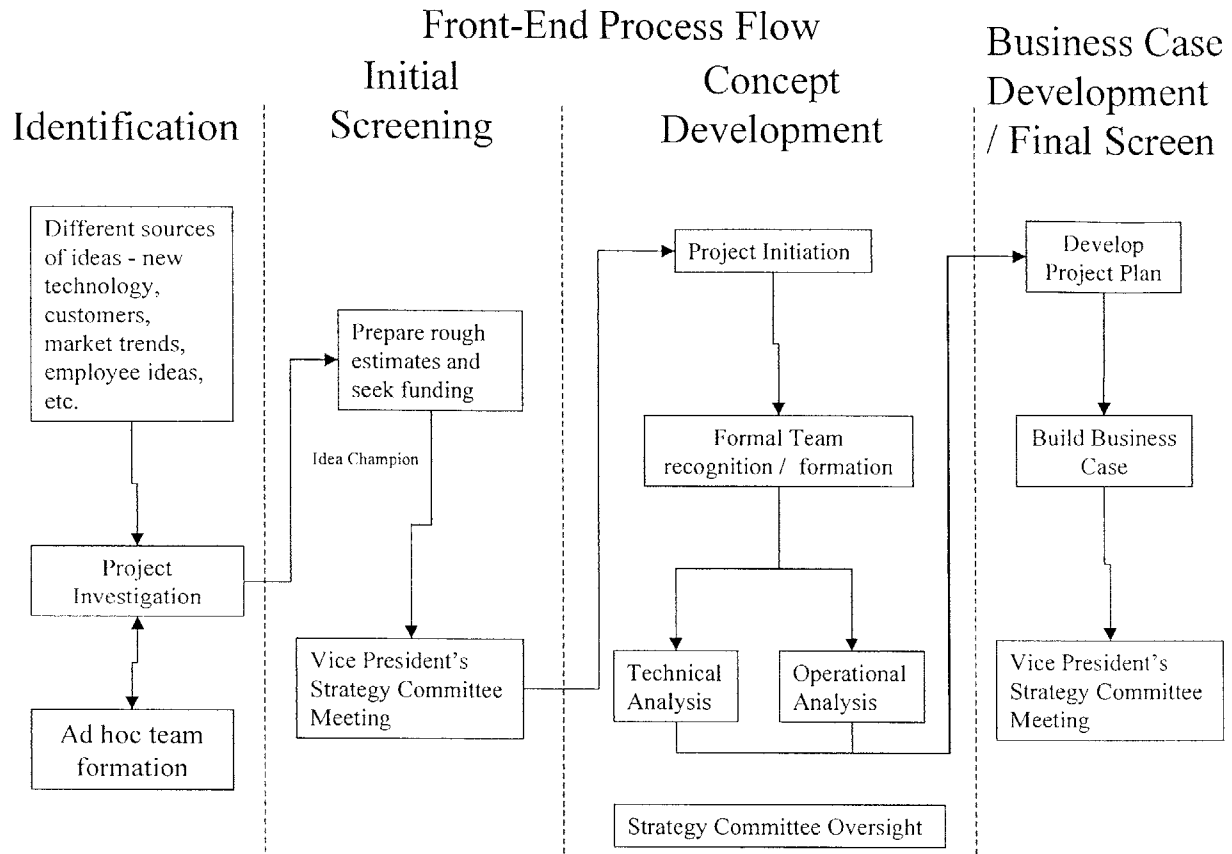 Front-End Process Flow
Identification
Initial
Screening
Concept
Development
Business Case
Development
/ Final Screen
Different sources
of ideas - new
technology,
customers,
market trends,
employee ideas,
etc.
Project
Investigation
Ad hoc team
formation
Prepare rough
estimates and
seek funding
Idea Champion
Vice President's
Strategy Committee
Meeting
Project Initiation
Formal Team
recognition / formation
Technical
Analysis
Operational
Analysis
Strategy Committee Oversight
Develop
Project Plan
Build Business
Case
Vice President's
Strategy Committee
Meeting